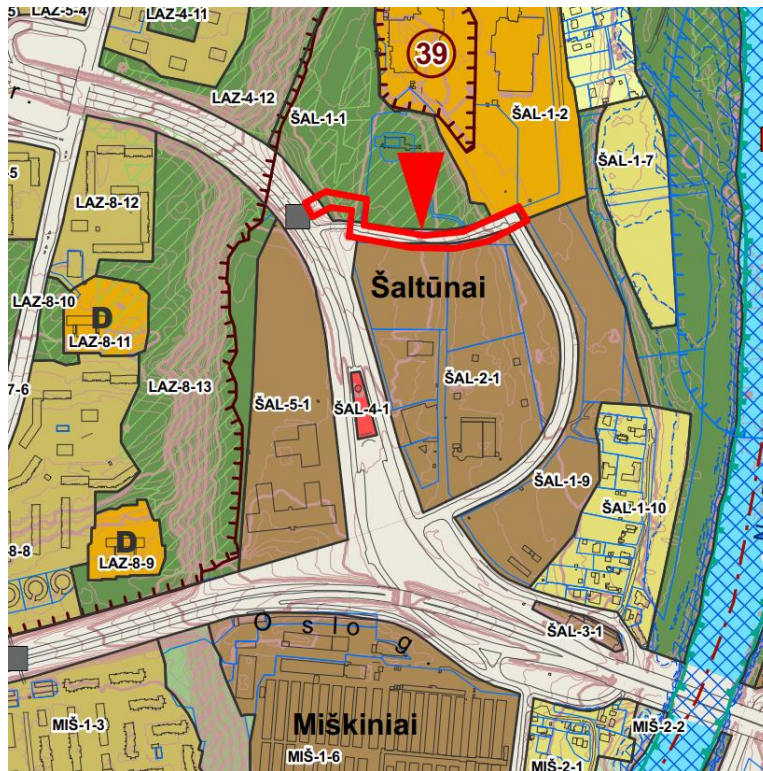 LAZ-5-4
LAZ-4-11
39
r.
LAZ-4-12
ŠAL-1-1
ŠAL-1-2
ŠAL-1-7
-5
LAZ-8-12
Šaltūnai
LAZ-8-10
D
LAZ-8-11
7-6
LAZ-8-13
ŠAL-5-1
ŠAL-4-1
ŠAL-2-1
ŠAL-1-9
ŠAL-1-10
D
8-8
LAZ-8-9
Oslo g.
ŠAL-3-1
MIŠ-1-3
Miškiniai
MIŠ-1-6
MIŠ-2-2
MIŠ-2-1